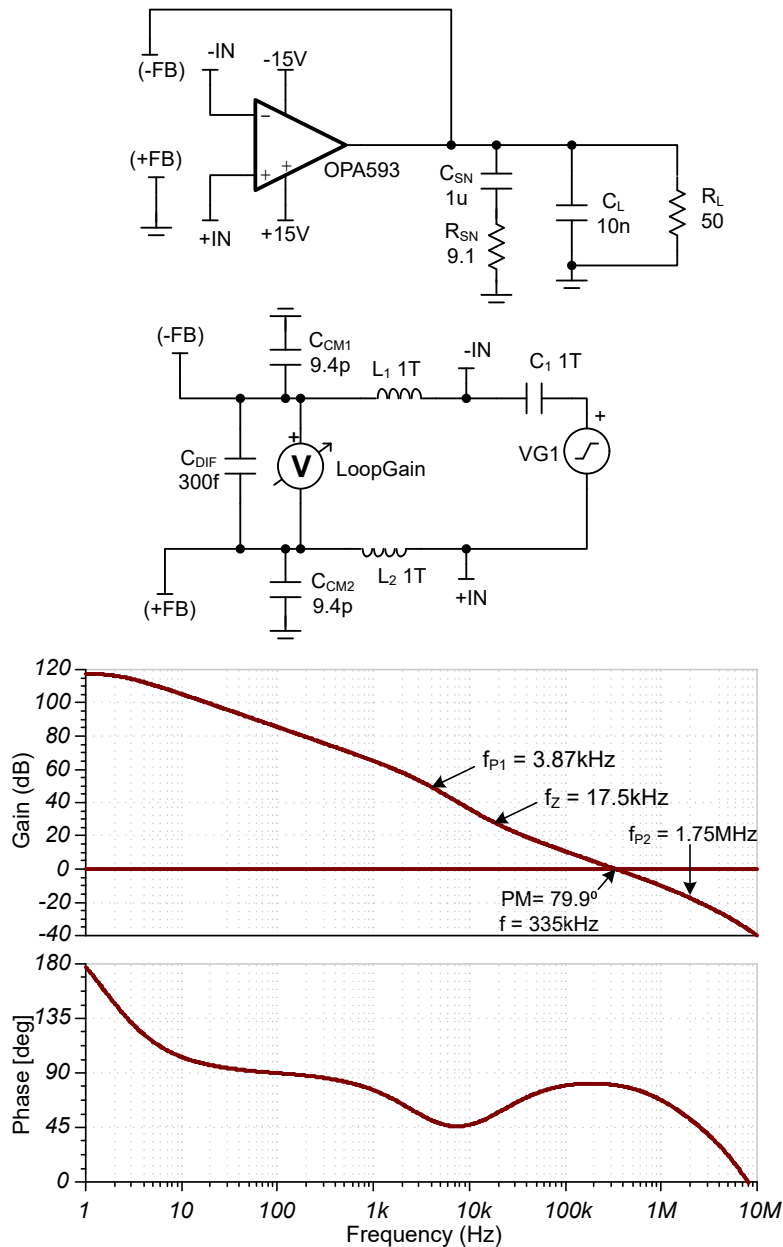 -IN
-15V
(-FB)
(+FB)
OPA593
+IN
+15V
CSN
1u
RSN
9.1
CL
10n
RL
50
(-FB)
CCM1
9.4p
L1 1T
-IN
C1 1T
+
CDIF
300f
+
V
LoopGain
VG1
(+FB)
CCM2
9.4p
L2 1T
+IN
120
100
80
60
40
20
0
-20
-40
Gain (dB)
fP1 = 3.87kHz
fZ = 17.5kHz
fP2 = 1.75MHz
PM= 79.9º
f = 335kHz
180
135
90
45
0
Phase [deg]
1 10 100 1k 10k 100k 1M 10M
Frequency (Hz)